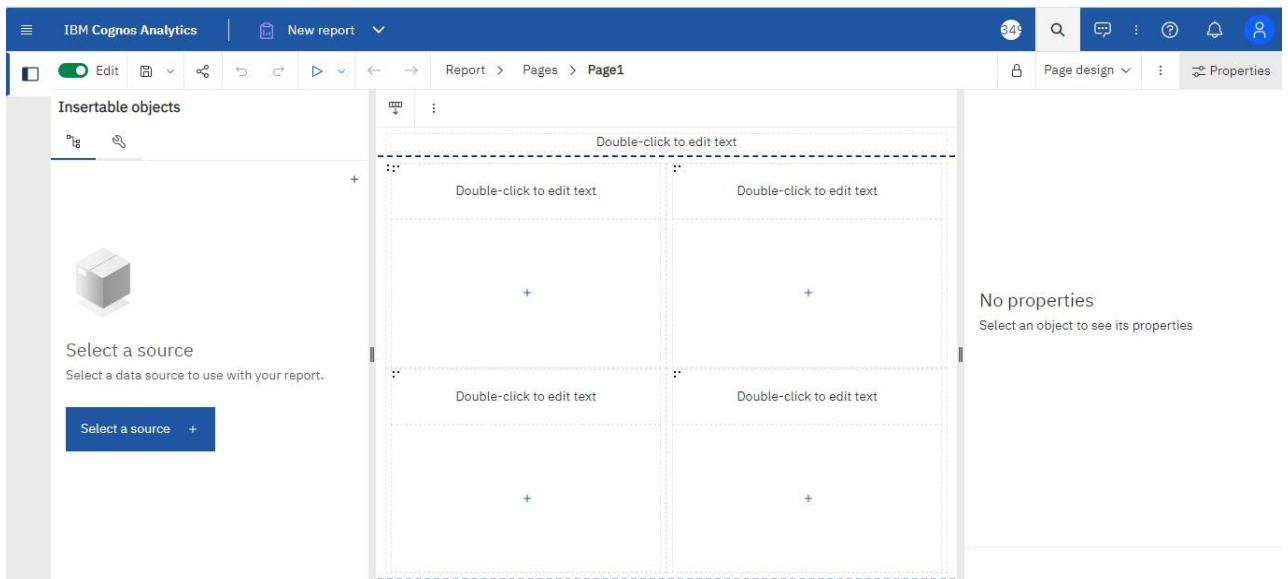 IBM Cognos Analytics
New report
Edit
Report > Pages > Page1
Page design
Properties
Insertable objects
Select a source
Select a data source to use with your report.
Select a source +
Double-click to edit text
Double-click to edit text
Double-click to edit text
Double-click to edit text
Double-click to edit text
No properties
Select an object to see its properties